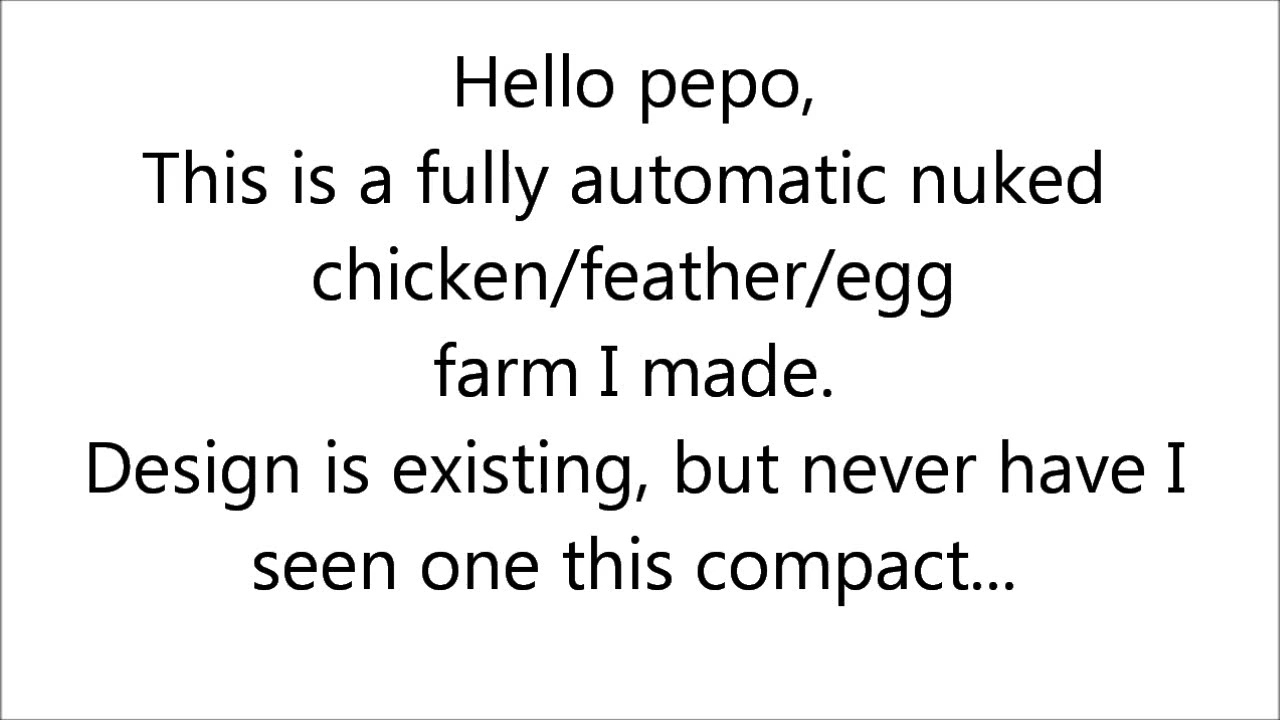 Hello pepo,
This is a fully automatic nuked
chicken/feather/egg
farm I made.
Design is existing, but never have I
seen one this compact...